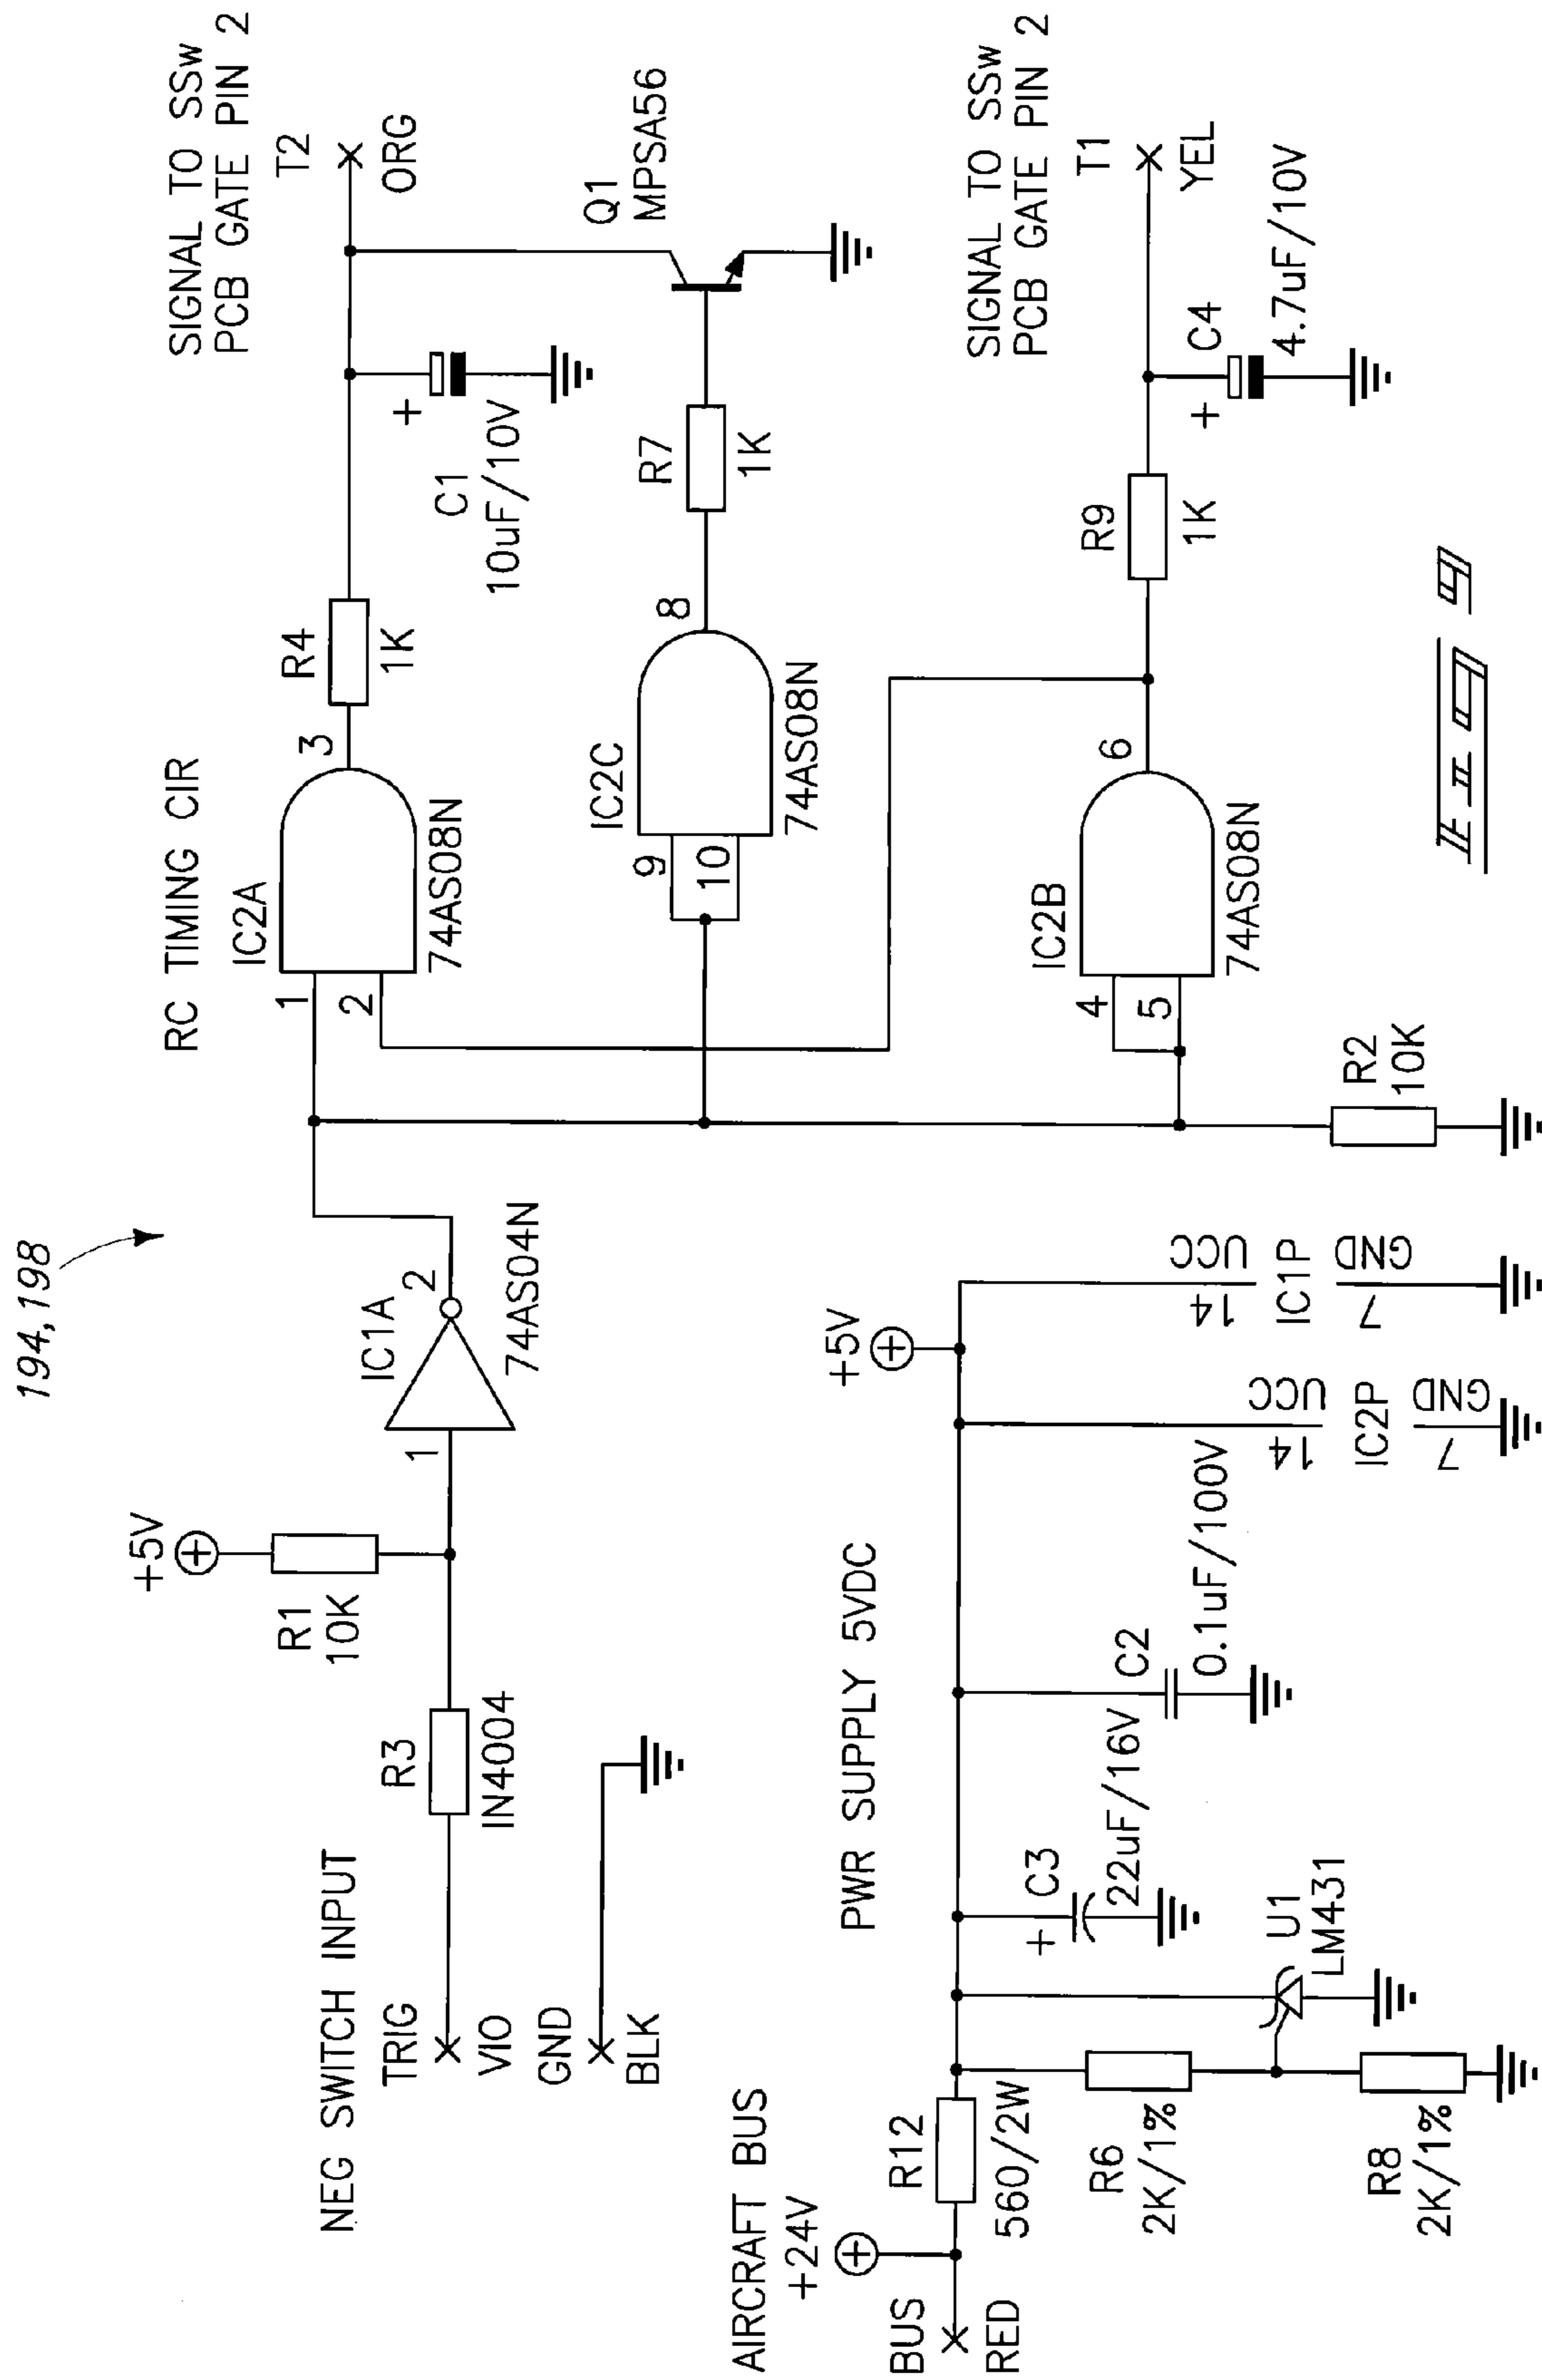 194,198
NEG SWITCH INPUT
TRIG
VIO
GND
BLK
R3
IN4004
+5V
R1
10K
1
IC1A
2
74AS04N
RC TIMING CIR
IC2A
1
2
3
74AS08N
R4
1K
+
C1
10uF/10V
SIGNAL TO SSw
PCB GATE PIN 2
T2
ORG
IC2C
9
10
8
74AS08N
R7
1K
Q1
MPSA56
IC2B
4
5
6
74AS08N
R9
1K
+
C4
4.7uF/10V
SIGNAL TO SSw
PCB GATE PIN 2
T1
YEL
R2
10K
PWR SUPPLY 5VDC
AIRCRAFT BUS
+24V
BUS
RED
R12
560/2W
R6
2K/1%
R8
2K/1%
U1
LM431
+
C3
22uF/16V
C2
0.1uF/100V
+5V
14
UCC
IC2P
7
GND
14
UCC
IC1P
7
GND
FIG 9